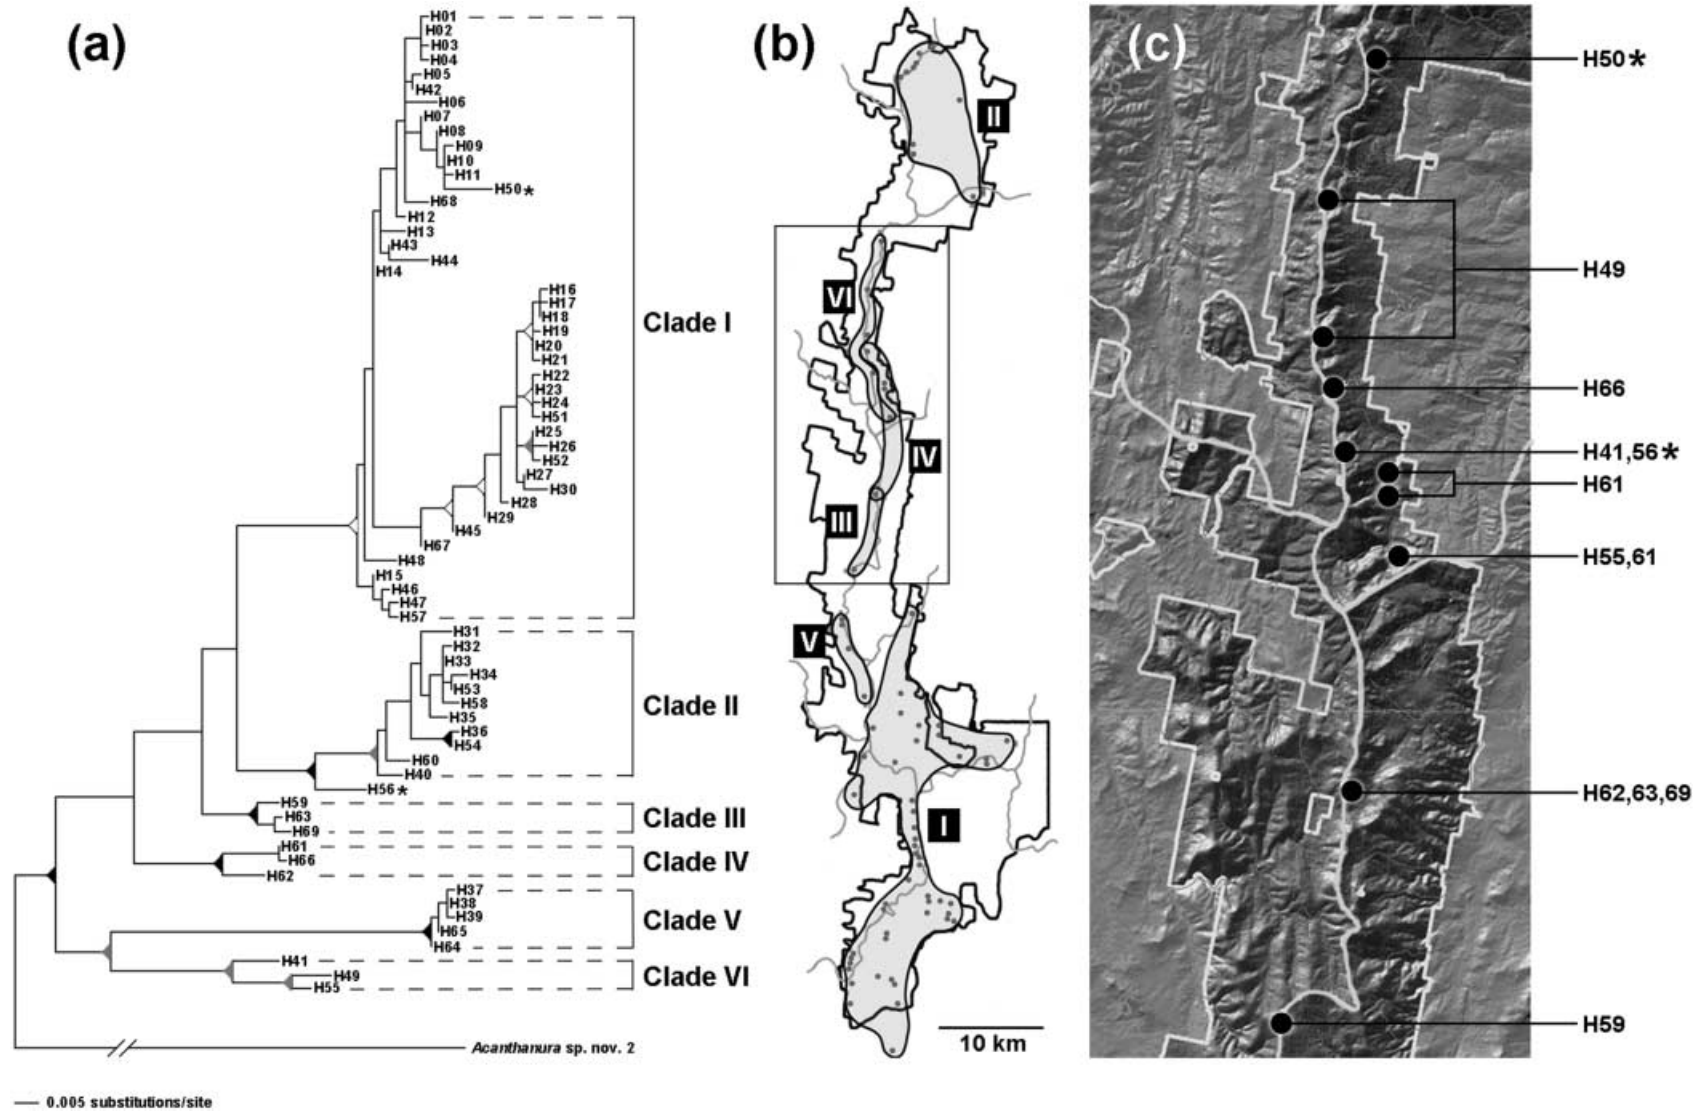 (a)
H01
H02
H03
H04
H05
H42
H06
H07
H08
H09
H10
H11
H50*
H68
H12
H13
H43
H44
H14
H16
H17
H18
H19
H20
H21
H22
H23
H24
H51
H25
H26
H52
H27
H30
H28
H29
H45
H67
H48
H15
H46
H47
H57
Clade I
H31
H32
H33
H34
H53
H58
H35
H36
H54
H60
H40
Clade II
H56*
H59
H63
H69
Clade III
H61
H66
H62
Clade IV
H37
H38
H39
H65
H64
Clade V
H41
H49
H55
Clade VI
Acanthanura sp. nov. 2
0.005 substitutions/site
(b)
II
VI
IV
III
V
I
10 km
(c)
H50*
H49
H66
H41,56*
H61
H55,61
H62,63,69
H59